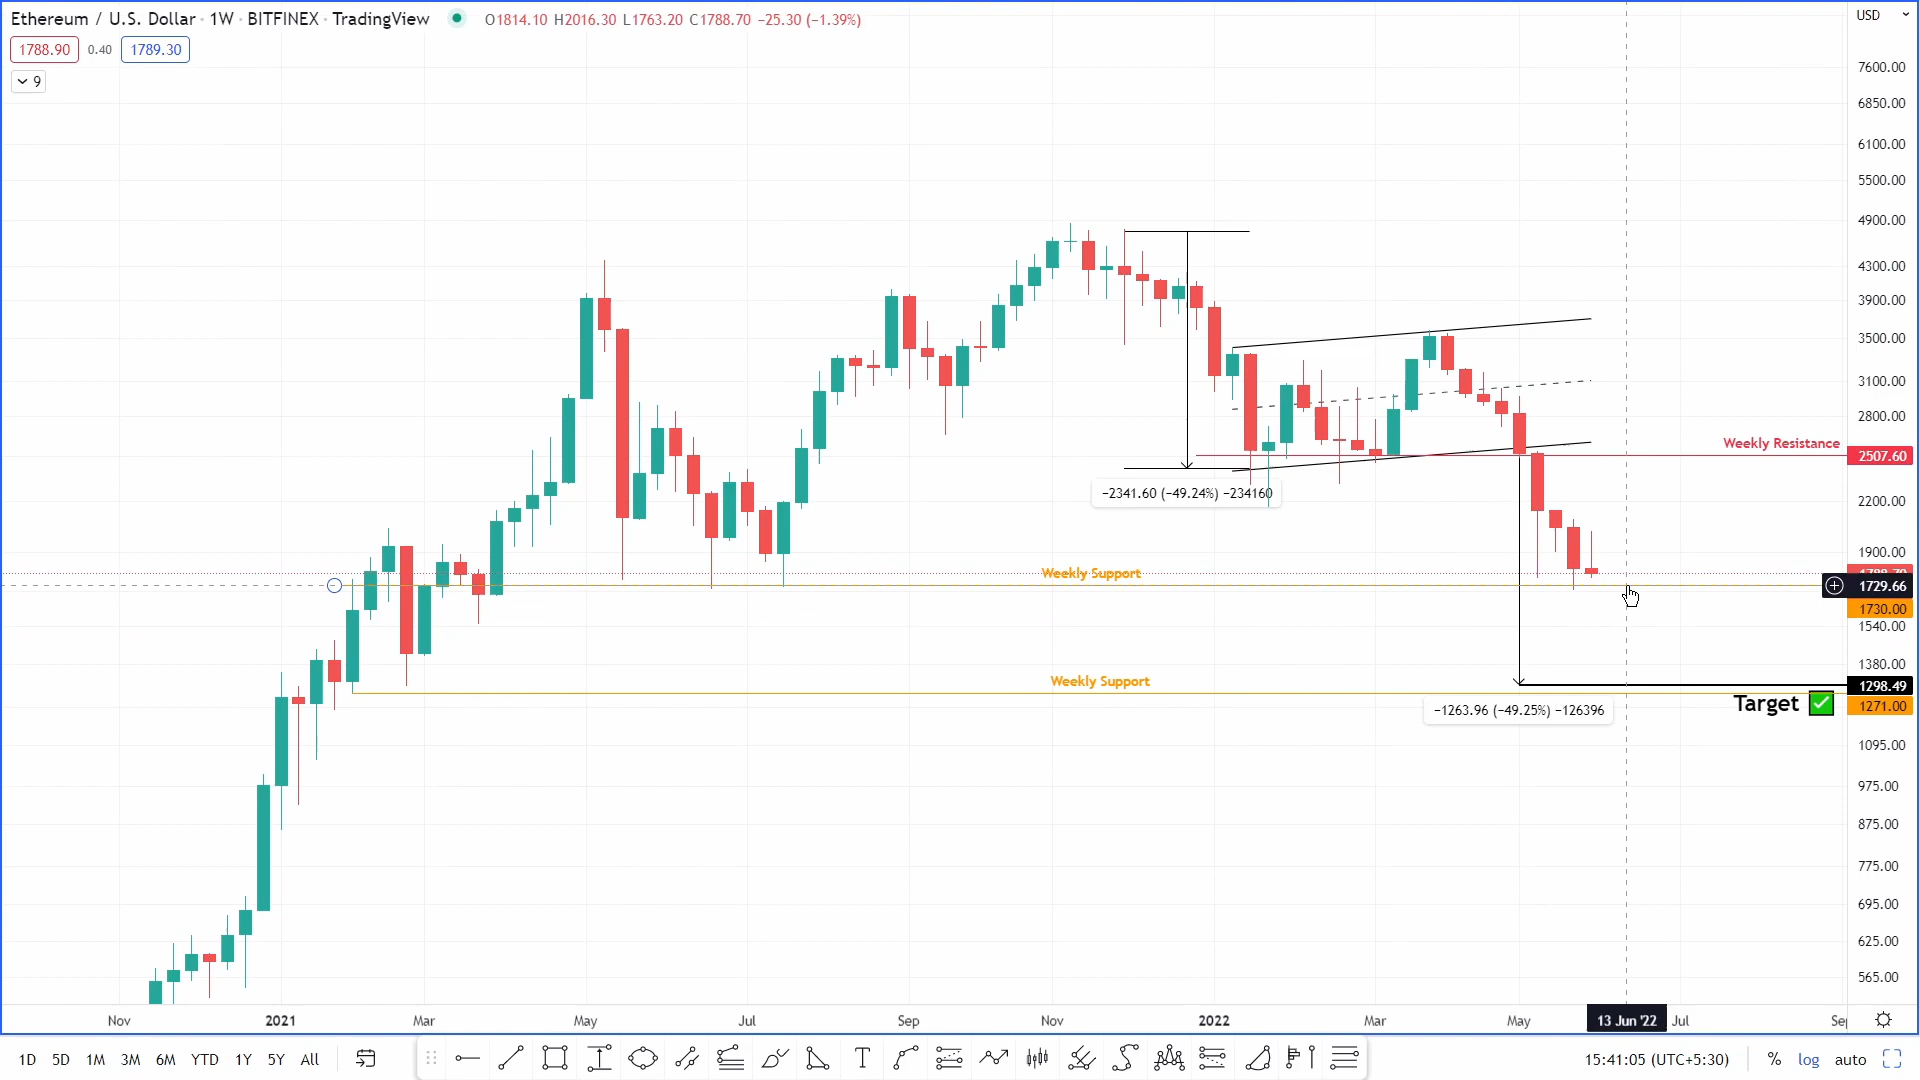 Ethereum / U.S. Dollar · 1W · BITFINEX · TradingView O1814.10 H2016.30 L1763.20 C1788.70 −25.30 (−1.39%)
USD
1788.90 0.40 1789.30
9
7600.00
6850.00
6100.00
5500.00
4900.00
4300.00
3900.00
3500.00
3100.00
2800.00
Weekly Resistance
2507.60
−2341.60 (−49.24%) −234160
2200.00
1900.00
Weekly Support
1788.70
1729.66
1730.00
1540.00
1380.00
Weekly Support
1298.49
Target
1271.00
−1263.96 (−49.25%) −126396
1095.00
975.00
875.00
775.00
695.00
625.00
565.00
Nov 2021 Mar May Jul Sep Nov 2022 Mar May 13 Jun '22 Jul Sep
1D 5D 1M 3M 6M YTD 1Y 5Y All T 15:41:05 (UTC+5:30) % log auto